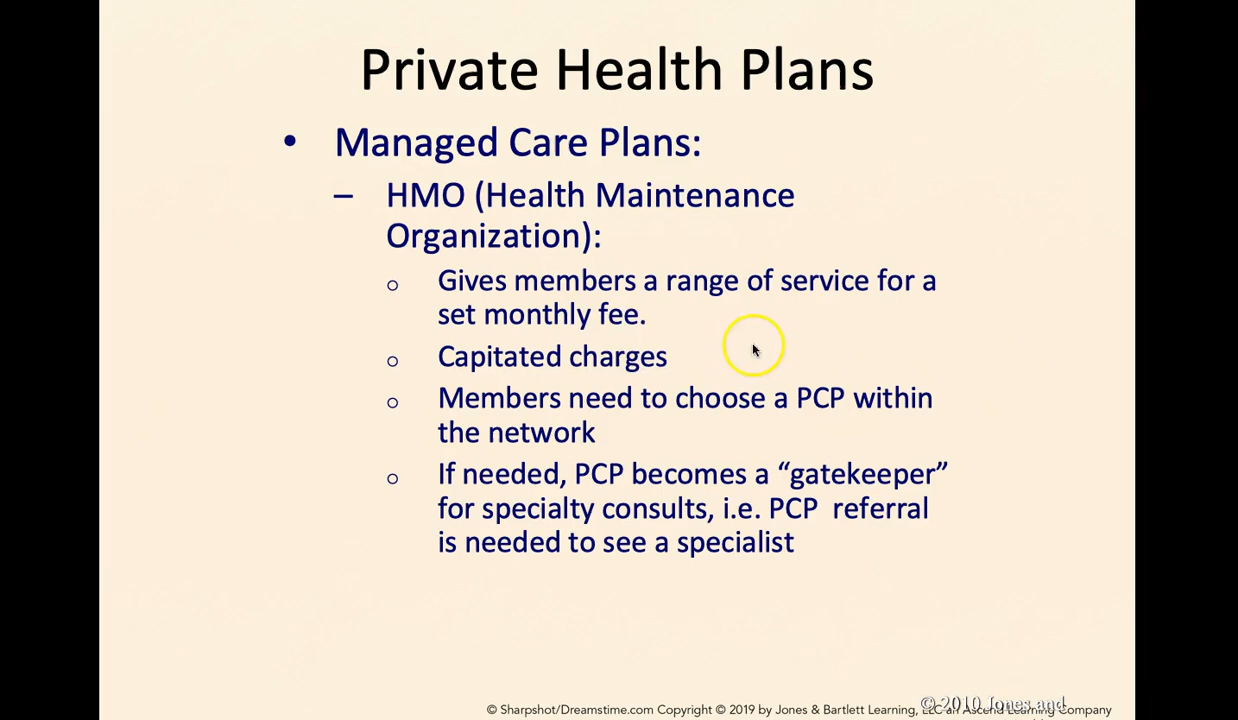 Private Health Plans
• Managed Care Plans:
– HMO (Health Maintenance
Organization):
o Gives members a range of service for a
set monthly fee.
o Capitated charges
o Members need to choose a PCP within
the network
o If needed, PCP becomes a “gatekeeper”
for specialty consults, i.e. PCP referral
is needed to see a specialist
© Sharpshot/Dreamstime.com Copyright © 2019 by Jones & Bartlett Learning, LLC an Ascend Learning Company
© 2010 Jones and